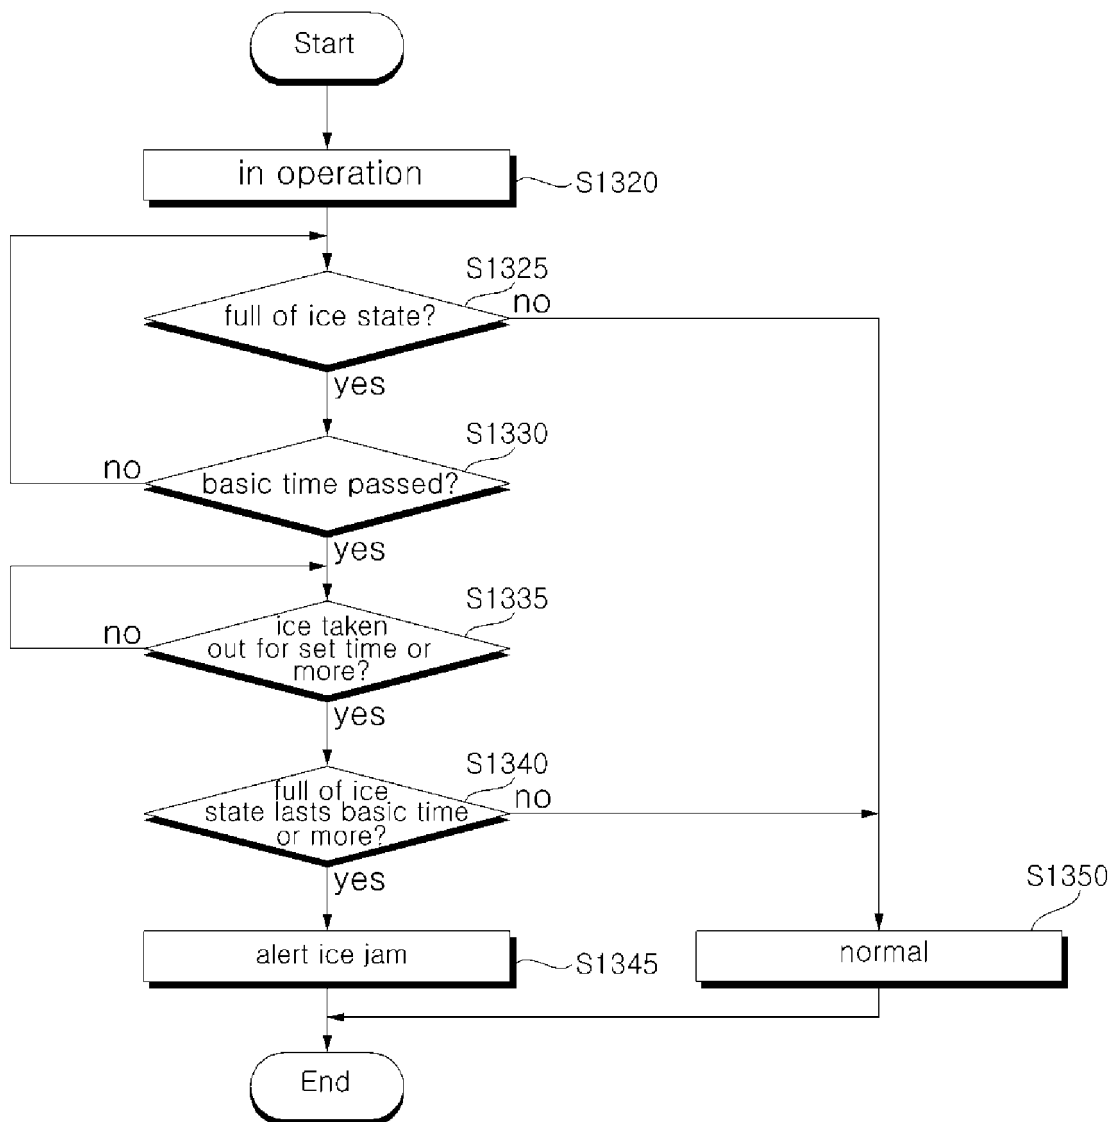 Start
in operation
S1320
S1325
full of ice state?
no
yes
S1330
no
basic time passed?
yes
S1335
ice taken
no
out for set time or
more?
yes
S1340
full of ice
no
state lasts basic time
or more?
yes
S1350
alert ice jam
S1345
normal
End